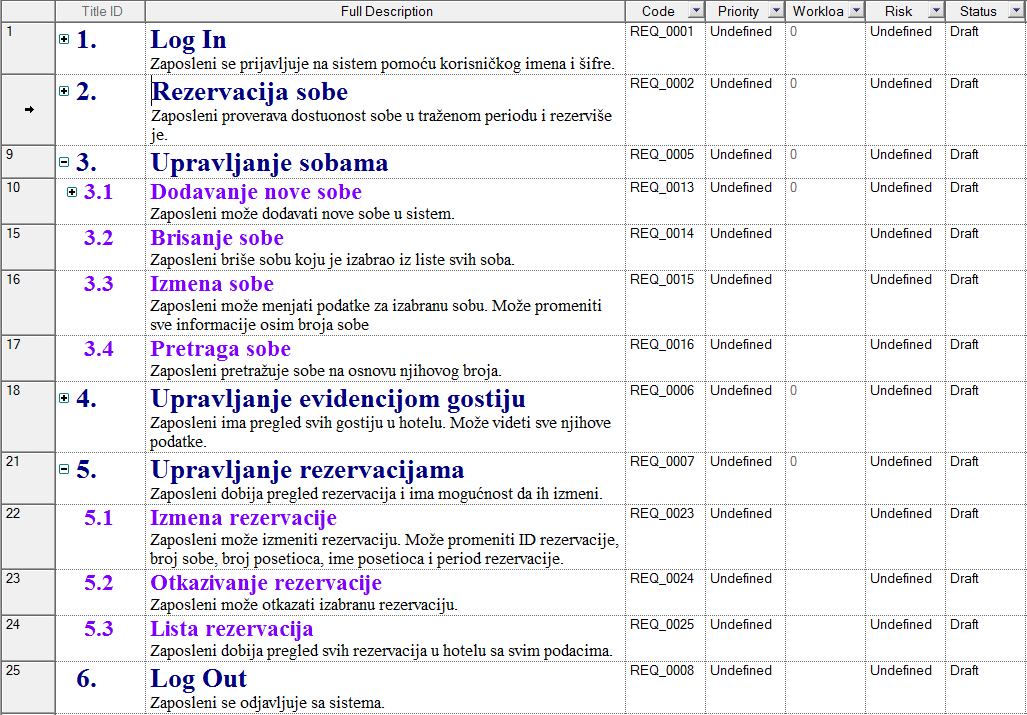 Title ID Full Description Code Priority Workloa Risk Status
1 1. Log In REQ_0001 Undefined 0 Undefined Draft
Zaposleni se prijavljuje na sistem pomoću korisničkog imena i šifre.
2. Rezervacija sobe REQ_0002 Undefined 0 Undefined Draft
Zaposleni proverava dostuonost sobe u traženom periodu i rezerviše
je.
9 3. Upravljanje sobama REQ_0005 Undefined 0 Undefined Draft
10 3.1 Dodavanje nove sobe REQ_0013 Undefined 0 Undefined Draft
Zaposleni može dodavati nove sobe u sistem.
15 3.2 Brisanje sobe REQ_0014 Undefined Undefined Draft
Zaposleni briše sobu koju je izabrao iz liste svih soba.
16 3.3 Izmena sobe REQ_0015 Undefined Undefined Draft
Zaposleni može menjati podatke za izabranu sobu. Može promeniti
sve informacije osim broja sobe
17 3.4 Pretraga sobe REQ_0016 Undefined Undefined Draft
Zaposleni pretražuje sobe na osnovu njihovog broja.
18 4. Upravljanje evidencijom gostiju REQ_0006 Undefined 0 Undefined Draft
Zaposleni ima pregled svih gostiju u hotelu. Može videti sve njihove
podatke.
21 5. Upravljanje rezervacijama REQ_0007 Undefined 0 Undefined Draft
Zaposleni dobija pregled rezervacija i ima mogućnost da ih izmeni.
22 5.1 Izmena rezervacije REQ_0023 Undefined Undefined Draft
Zaposleni može izmeniti rezervaciju. Može promeniti ID rezervacije,
broj sobe, broj posetioca, ime posetioca i period rezervacije.
23 5.2 Otkazivanje rezervacije REQ_0024 Undefined Undefined Draft
Zaposleni može otkazati izabranu rezervaciju.
24 5.3 Lista rezervacija REQ_0025 Undefined Undefined Draft
Zaposleni dobija pregled svih rezervacija u hotelu sa svim podacima.
25 6. Log Out REQ_0008 Undefined Undefined Draft
Zaposleni se odjavljuje sa sistema.